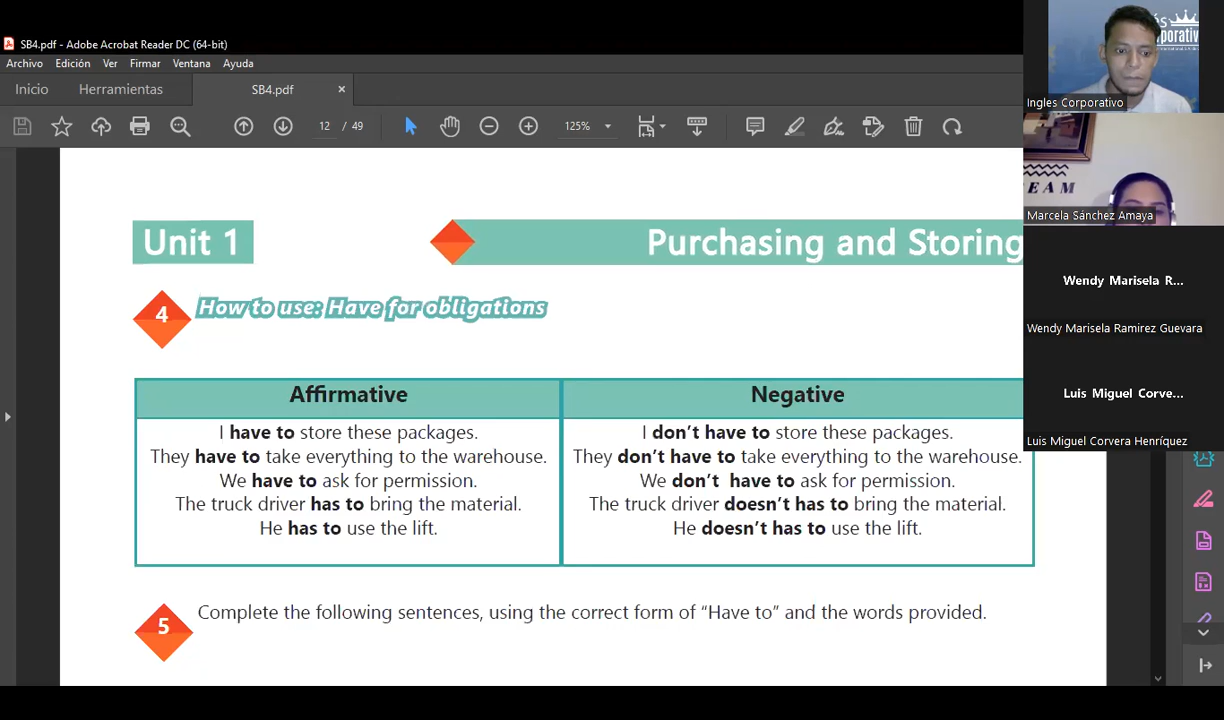 SB4.pdf - Adobe Acrobat Reader DC (64-bit)
Archivo Edición Ver Firmar Ventana Ayuda
Inicio Herramientas SB4.pdf ×
12 / 49 125%
Unit 1
Purchasing and Storing
4 How to use: Have for obligations
Affirmative
I have to store these packages.
They have to take everything to the warehouse.
We have to ask for permission.
The truck driver has to bring the material.
He has to use the lift.
Negative
I don't have to store these packages.
They don't have to take everything to the warehouse.
We don't have to ask for permission.
The truck driver doesn't has to bring the material.
He doesn't has to use the lift.
5 Complete the following sentences, using the correct form of “Have to” and the words provided.
Ingles Corporativo
EAM
Marcela Sánchez Amaya
Wendy Marisela R...
Wendy Marisela Ramirez Guevara
Luis Miguel Corve...
Luis Miguel Corvera Henríquez